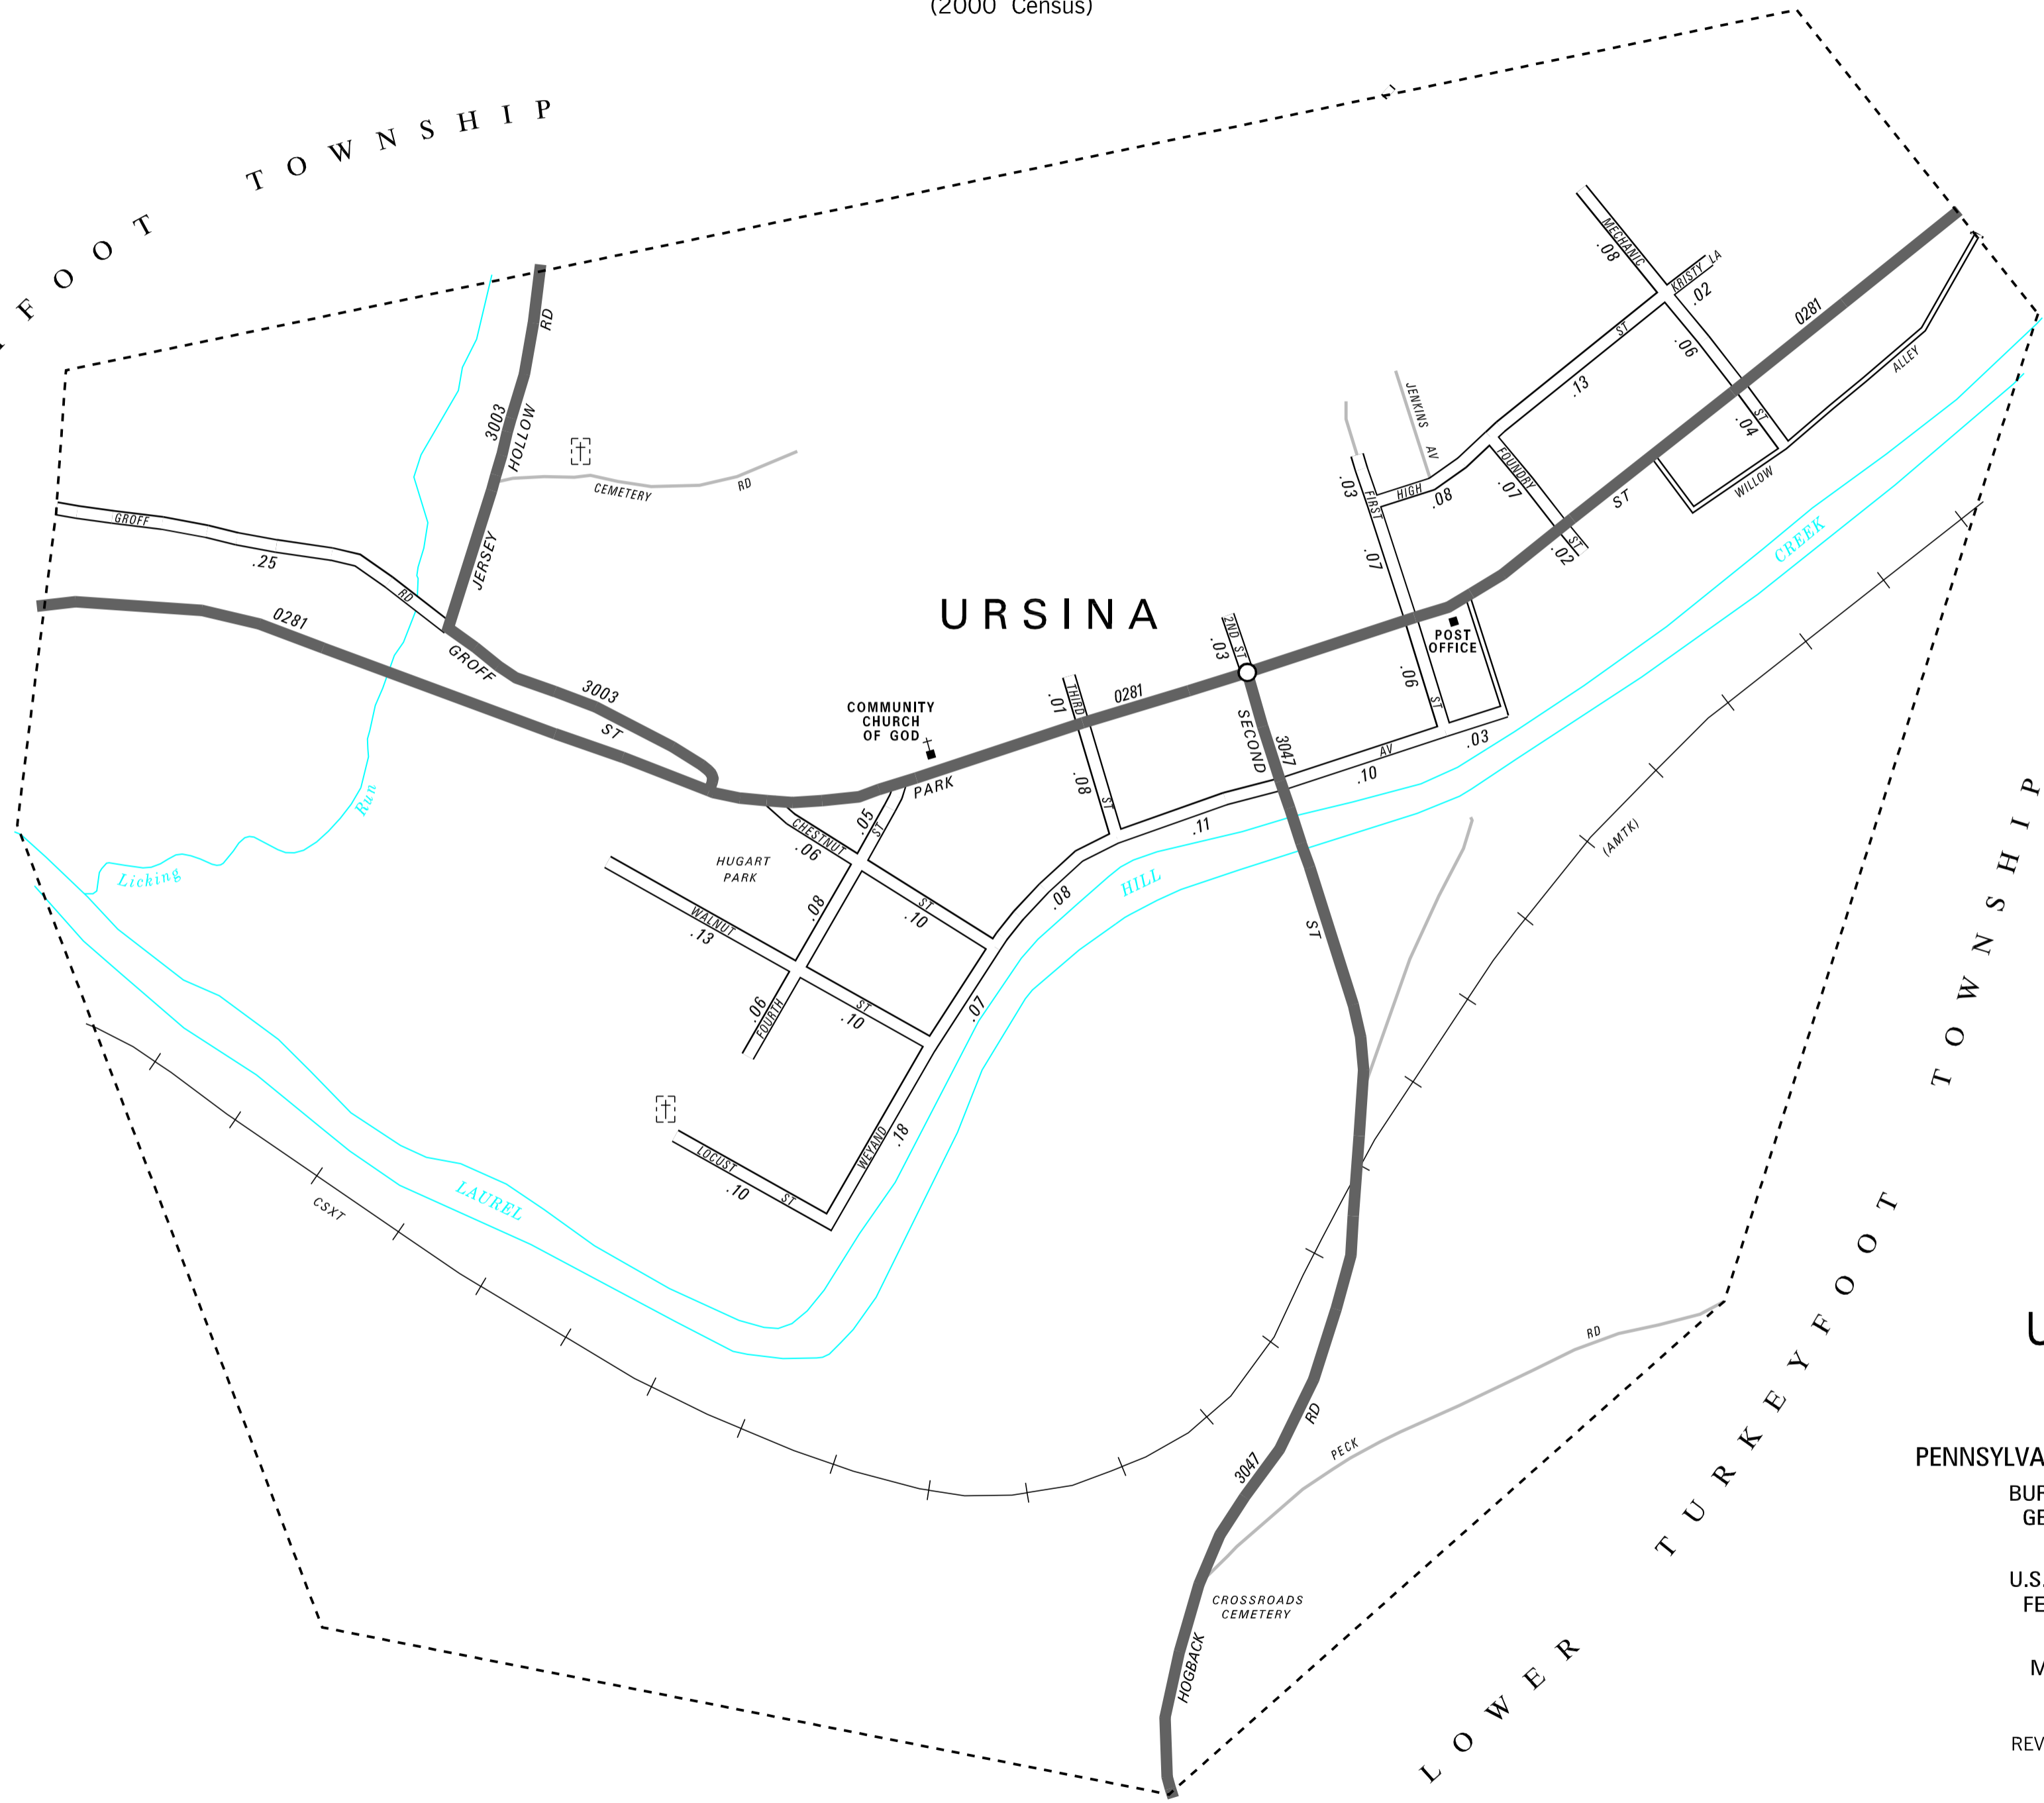 (2000 Census)
FOOT TOWNSHIP
MECHANIC
.08
KRISTY LA
.02
0281
RD
ST
.06
ALLEY
3003
HOLLOW
JENKINS AV
.13
ST
.04
CEMETERY RD
.03
FIRST
HIGH
.08
FOUNDRY
.07
ST
WILLOW
GROFF
.25
RD
JERSEY
.07
ST
.02
CREEK
0281
URSINA
2ND ST
.03
POST
OFFICE
GROFF
3003
ST
COMMUNITY
CHURCH
OF GOD
THIRD
.01
0281
.06
ST
SECOND
3047
AV
.03
.10
PARK
.08
ST
Run
CHESTNUT
.06
.05
ST
.11
(AMTK)
HUGART
PARK
Licking
HILL
.08
WALNUT
.13
.08
ST
.10
ST
TOWNSHIP
.06
FOURTH
ST
.10
.07
LOCUST
ST
.10
WEYAND
.18
LAUREL
CSXT
U
RD
PECK
RD
3047
PENNSYLVA
BUR
GE
U.S.
FE
CROSSROADS
CEMETERY
HOGBACK
M
REV
LOWER TURKEYFOOT